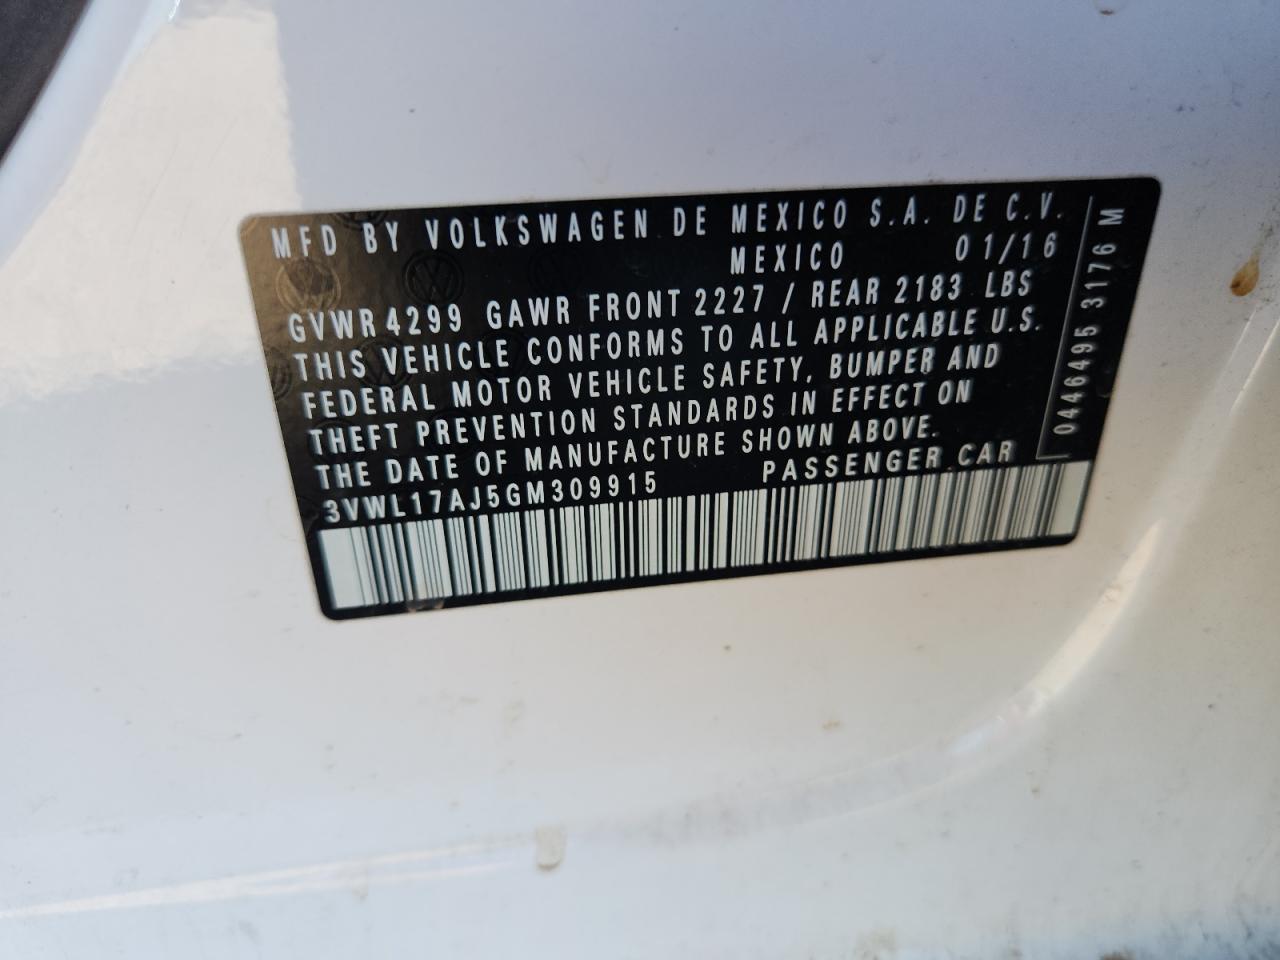 MFD BY VOLKSWAGEN DE MEXICO S.A. DE C.V.
MEXICO 01/16
GVWR 4299 GAWR FRONT 2227 / REAR 2183 LBS
THIS VEHICLE CONFORMS TO ALL APPLICABLE U.S.
FEDERAL MOTOR VEHICLE SAFETY, BUMPER AND
THEFT PREVENTION STANDARDS IN EFFECT ON
THE DATE OF MANUFACTURE SHOWN ABOVE.
3VWL17AJ5GM309915 PASSENGER CAR
04464953176 M